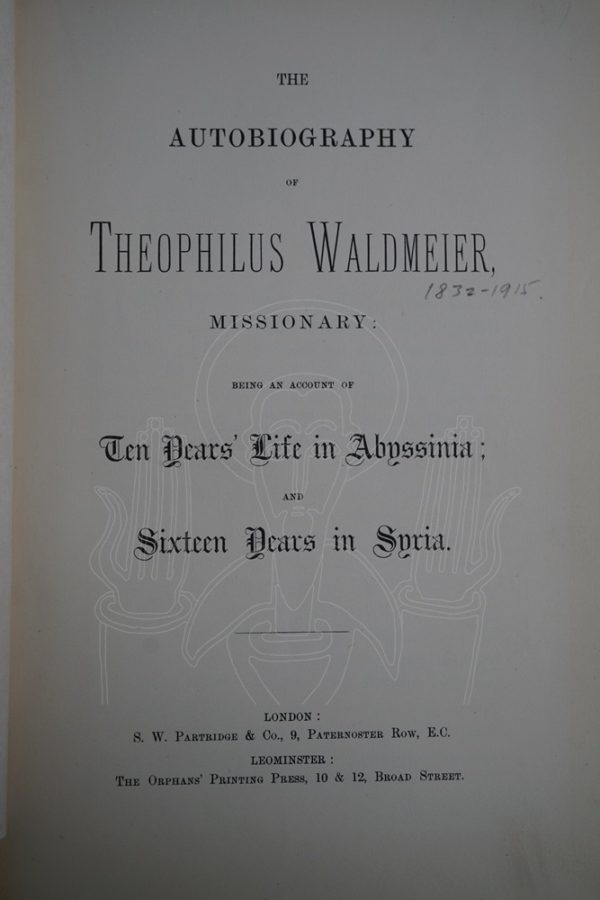 THE
AUTOBIOGRAPHY
OF
THEOPHILUS WALDMEIER,
1832-1915.
MISSIONARY:
BEING AN ACCOUNT OF
Ten Years' Life in Abyssinia;
AND
Sixteen Years in Syria.
LONDON:
S. W. PARTRIDGE & CO., 9, PATERNOSTER ROW, E.C.
LEOMINSTER:
THE ORPHANS' PRINTING PRESS, 10 & 12, BROAD STREET.